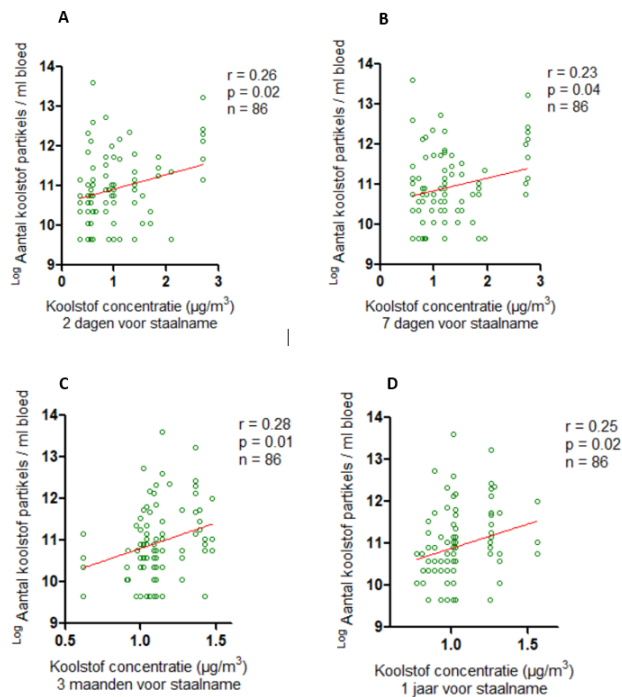 A
r = 0.26
p = 0.02
n = 86
Log Aantal koolstof partikels / ml bloed
14
13
12
11
10
9
0 1 2 3
Koolstof concentratie (µg/m³)
2 dagen voor staalname
B
r = 0.23
p = 0.04
n = 86
Log Aantal koolstof partikels / ml bloed
14
13
12
11
10
9
0 1 2 3
Koolstof concentratie (µg/m³)
7 dagen voor staalname
C
r = 0.28
p = 0.01
n = 86
Log Aantal koolstof partikels / ml bloed
14
13
12
11
10
9
0.5 1.0 1.5
Koolstof concentratie (µg/m³)
3 maanden voor staalname
D
r = 0.25
p = 0.02
n = 86
Log Aantal koolstof partikels / ml bloed
14
13
12
11
10
9
1.0 1.5
Koolstof concentratie (µg/m³)
1 jaar voor staalname